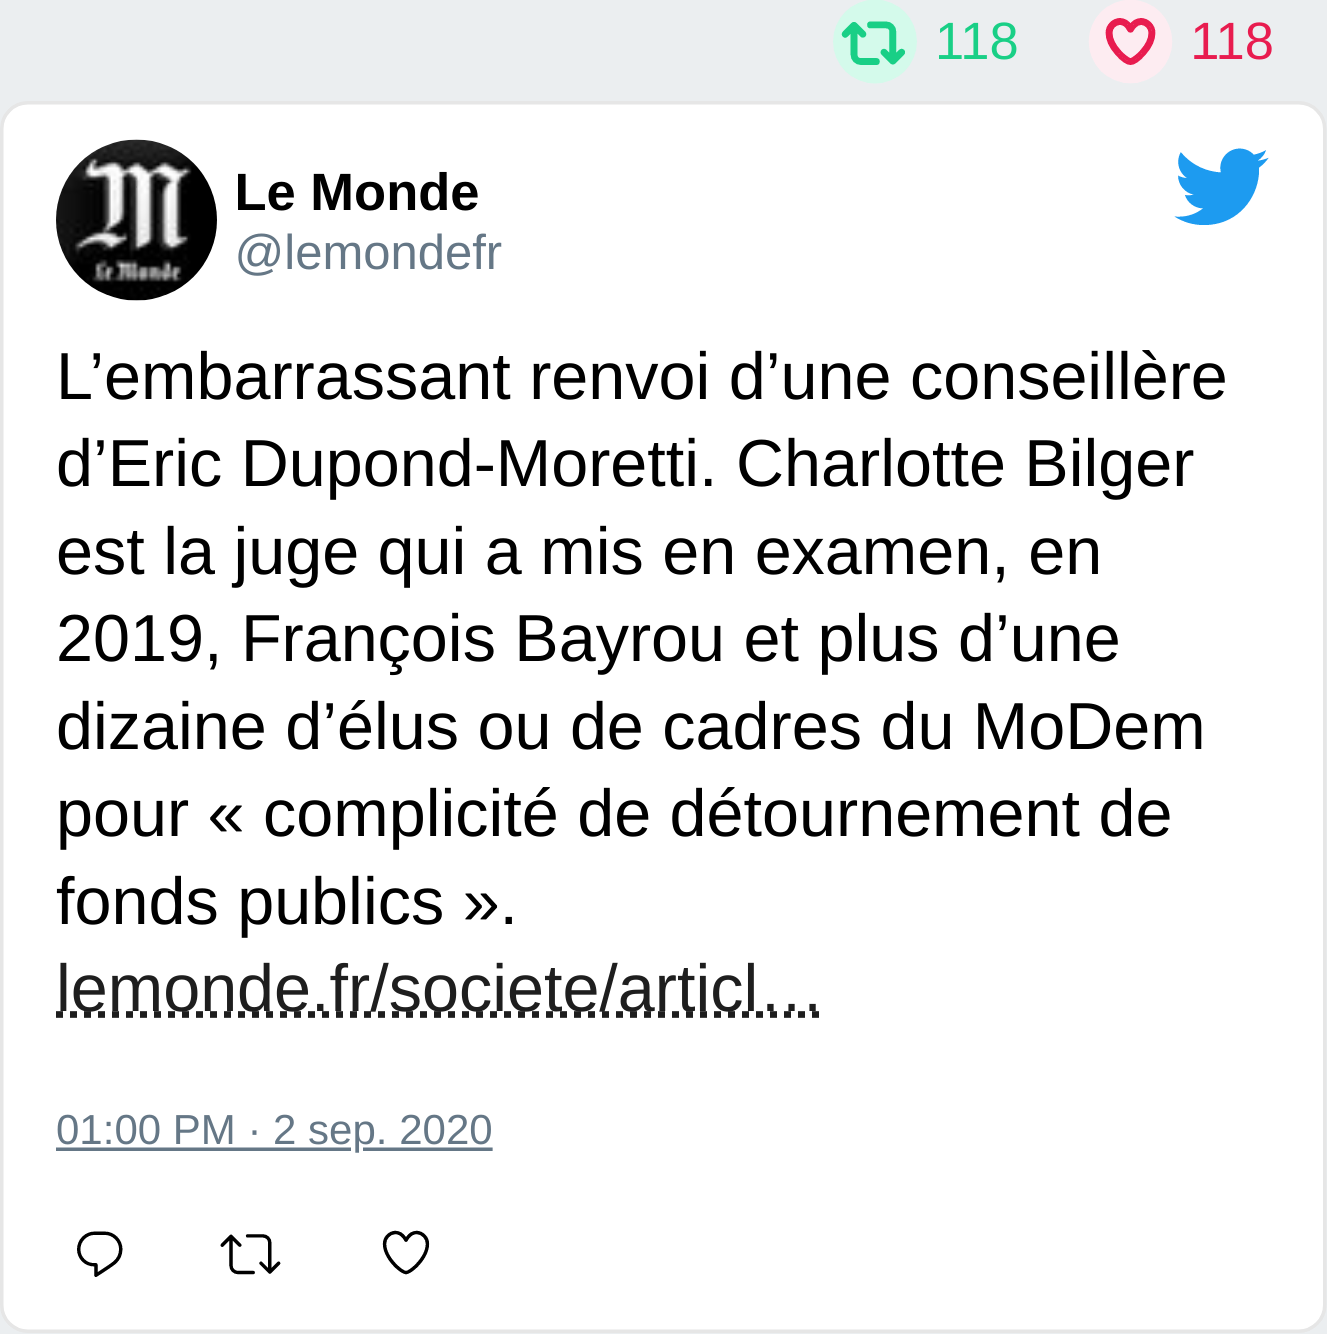 118 118
Le Monde
Le Monde
@lemondefr
L’embarrassant renvoi d’une conseillère
d’Eric Dupond-Moretti. Charlotte Bilger
est la juge qui a mis en examen, en
2019, François Bayrou et plus d’une
dizaine d’élus ou de cadres du MoDem
pour « complicité de détournement de
fonds publics ».
lemonde.fr/societe/articl…
01:00 PM · 2 sep. 2020